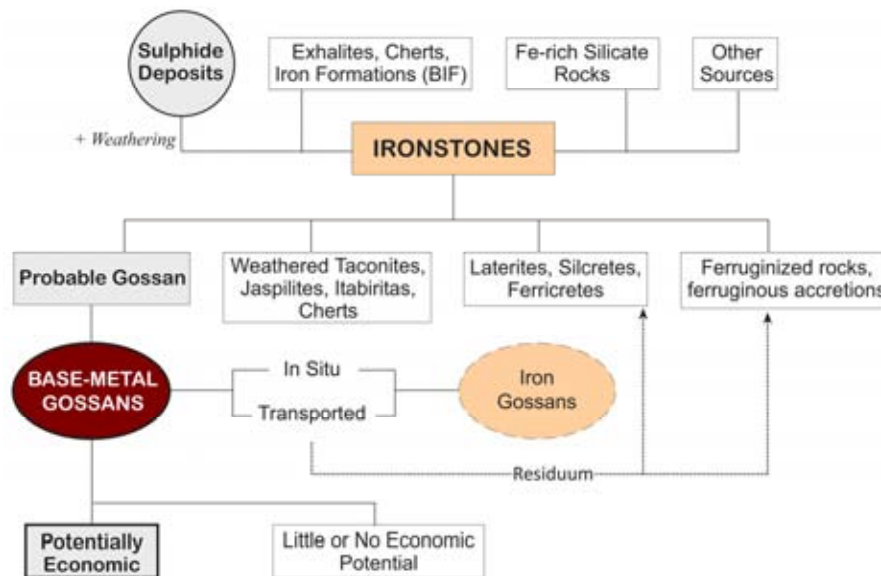 Sulphide
Deposits
Exhalites, Cherts,
Iron Formations (BIF)
Fe-rich Silicate
Rocks
Other
Sources
+ Weathering
IRONSTONES
Probable Gossan
Weathered Taconites,
Jaspilites, Itabiritas,
Cherts
Laterites, Silcretes,
Ferricretes
Ferruginized rocks,
ferruginous accretions
BASE-METAL
GOSSANS
In Situ
Transported
Iron
Gossans
Residuum
Potentially
Economic
Little or No Economic
Potential